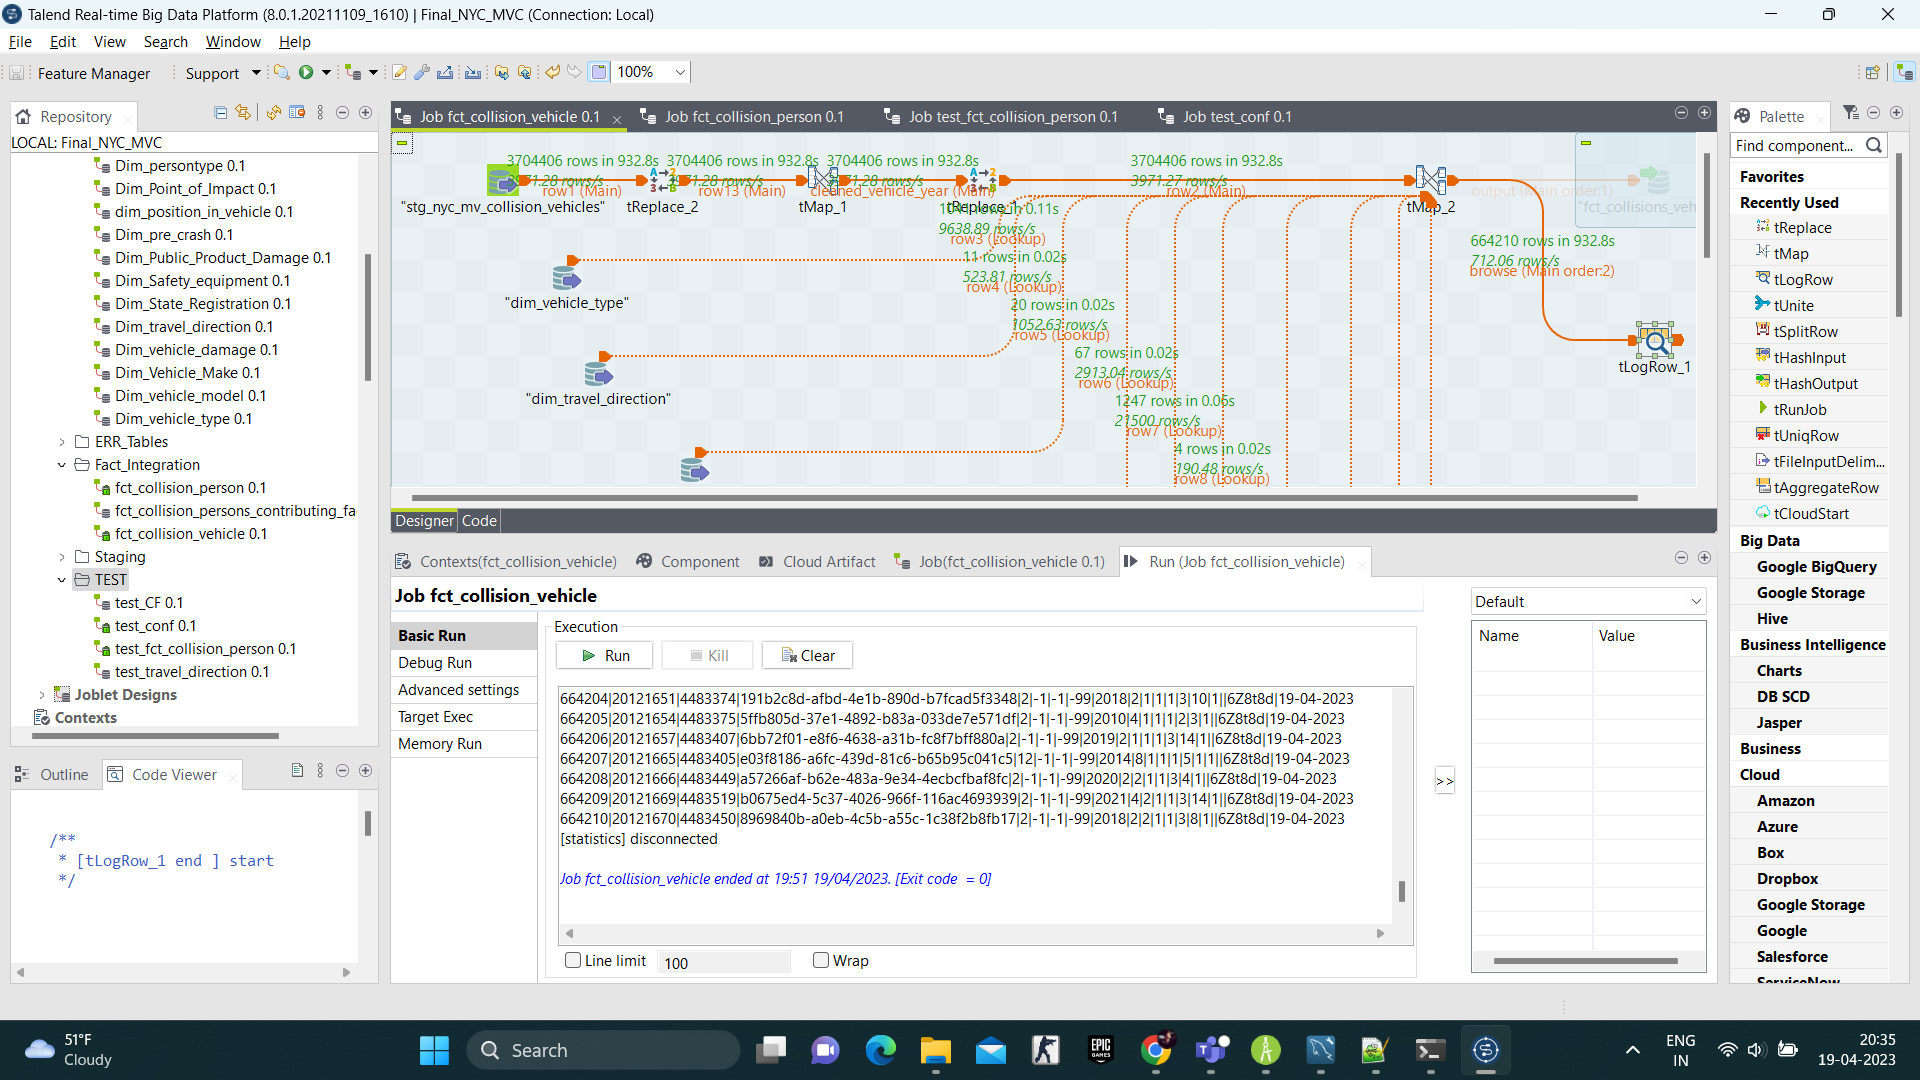 Talend Real-time Big Data Platform (8.0.1.20211109_1610) | Final_NYC_MVC (Connection: Local)
File Edit View Search Window Help
Feature Manager Support 100%
Repository
LOCAL: Final_NYC_MVC
Dim_persontype 0.1
Dim_Point_of_Impact 0.1
dim_position_in_vehicle 0.1
Dim_pre_crash 0.1
Dim_Public_Product_Damage 0.1
Dim_Safety_equipment 0.1
Dim_State_Registration 0.1
Dim_travel_direction 0.1
Dim_vehicle_damage 0.1
Dim_Vehicle_Make 0.1
Dim_vehicle_model 0.1
Dim_vehicle_type 0.1
ERR_Tables
Fact_Integration
fct_collision_person 0.1
fct_collision_persons_contributing_fa
fct_collision_vehicle 0.1
Staging
TEST
test_CF 0.1
test_conf 0.1
test_fct_collision_person 0.1
test_travel_direction 0.1
Joblet Designs
Contexts
Outline Code Viewer
/**
* [tLogRow_1 end ] start
*/
Job fct_collision_vehicle 0.1 Job fct_collision_person 0.1 Job test_fct_collision_person 0.1 Job test_conf 0.1
3704406 rows in 932.8s 3704406 rows in 932.8s 3704406 rows in 932.8s 3704406 rows in 932.8s
3971.28 rows/s 3971.28 rows/s 3971.28 rows/s 3971.27 rows/s
row1 (Main) row13 (Main) cleaned_vehicle_year (Main) row2 (Main) output (Main order:1)
"stg_nyc_mv_collision_vehicles" tReplace_2 tMap_1 tReplace_1 tMap_2 "fct_collisions_veh
1041 rows in 0.11s
9638.89 rows/s
row3 (Lookup)
664210 rows in 932.8s
712.06 rows/s
browse (Main order:2)
11 rows in 0.02s
523.81 rows/s
row4 (Lookup)
"dim_vehicle_type"
20 rows in 0.02s
1052.63 rows/s
row5 (Lookup)
67 rows in 0.02s
2913.04 rows/s
row6 (Lookup)
tLogRow_1
"dim_travel_direction"
1247 rows in 0.06s
21500 rows/s
row7 (Lookup)
4 rows in 0.02s
190.48 rows/s
row8 (Lookup)
Designer Code
Contexts(fct_collision_vehicle) Component Cloud Artifact Job(fct_collision_vehicle 0.1) Run (Job fct_collision_vehicle)
Job fct_collision_vehicle
Basic Run
Debug Run
Advanced settings
Target Exec
Memory Run
Execution
Run Kill Clear
664204|20121651|4483374|191b2c8d-afbd-4e1b-890d-b7fcad5f3348|2|-1|-1|-99|2018|2|1|1|1|3|10|1||6Z8t8d|19-04-2023
664205|20121654|4483375|5ffb805d-37e1-4892-b83a-033de7e571df|2|-1|-1|-99|2010|4|1|1|1|2|3|1||6Z8t8d|19-04-2023
664206|20121657|4483407|6bb72f01-e8f6-4638-a31b-fc8f7bff880a|2|-1|-1|-99|2019|2|1|1|1|3|14|1||6Z8t8d|19-04-2023
664207|20121665|4483405|e03f8186-a6fc-439d-81c6-b65b95c041c5|12|-1|-1|-99|2014|8|1|1|1|5|1|1||6Z8t8d|19-04-2023
664208|20121666|4483449|a57266af-b62e-483a-9e34-4ecbcfbaf8fc|2|-1|-1|-99|2020|2|2|1|1|3|4|1||6Z8t8d|19-04-2023
664209|20121669|4483519|b0675ed4-5c37-4026-966f-116ac4693939|2|-1|-1|-99|2021|4|2|1|1|3|14|1||6Z8t8d|19-04-2023
664210|20121670|4483450|8969840b-a0eb-4c5b-a55c-1c38f2b8fb17|2|-1|-1|-99|2018|2|2|1|1|3|8|1||6Z8t8d|19-04-2023
[statistics] disconnected
Job fct_collision_vehicle ended at 19:51 19/04/2023. [Exit code = 0]
Line limit 100 Wrap
>>
Default
Name Value
Palette
Find component...
Favorites
Recently Used
tReplace
tMap
tLogRow
tUnite
tSplitRow
tHashInput
tHashOutput
tRunJob
tUniqRow
tFileInputDelim...
tAggregateRow
tCloudStart
Big Data
Google BigQuery
Google Storage
Hive
Business Intelligence
Charts
DB SCD
Jasper
Business
Cloud
Amazon
Azure
Box
Dropbox
Google Storage
Google
Salesforce
ServiceNow
51°F
Cloudy
Search
EPIC GAMES
ENG
IN
20:35
19-04-2023